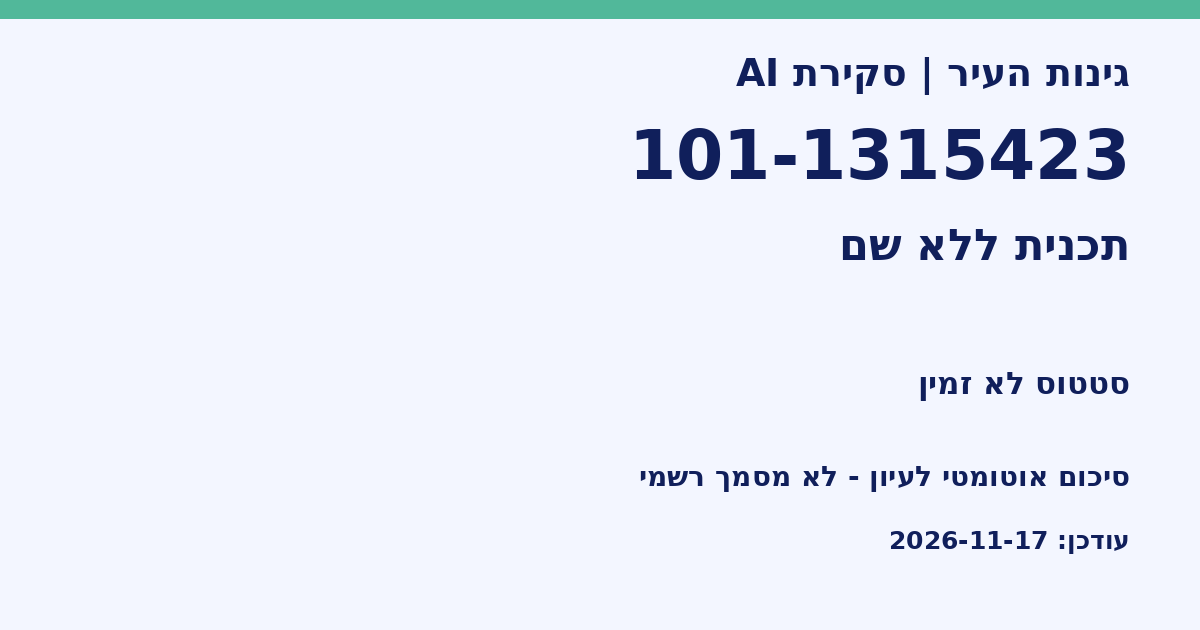 גינות העיר | סקירת AI
101-1315423
תכנית ללא שם
סטטוס לא זמין
סיכום אוטומטי לעיון - לא מסמך רשמי
עודכן: 2026-11-17